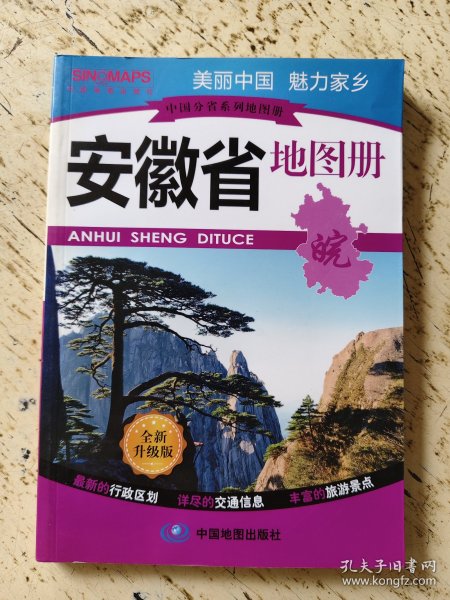 SINOMAPS
美丽中国 魅力家乡
中国分省系列地图册
安徽省地图册
ANHUI SHENG DITUCE
皖
全新
升级版
最新的行政区划 详尽的交通信息 丰富的旅游景点
中国地图出版社
孔夫子旧书网
www.kongfz.com